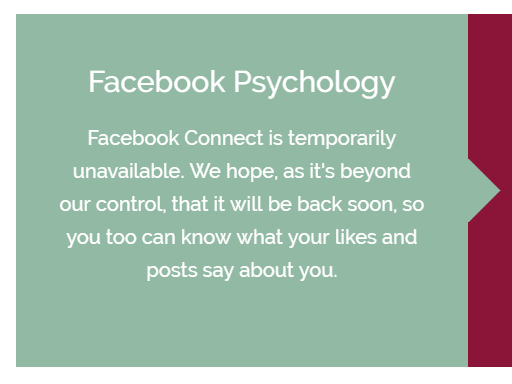 Facebook Psychology
Facebook Connect is temporarily
unavailable. We hope, as it's beyond
our control, that it will be back soon, so
you too can know what your likes and
posts say about you.